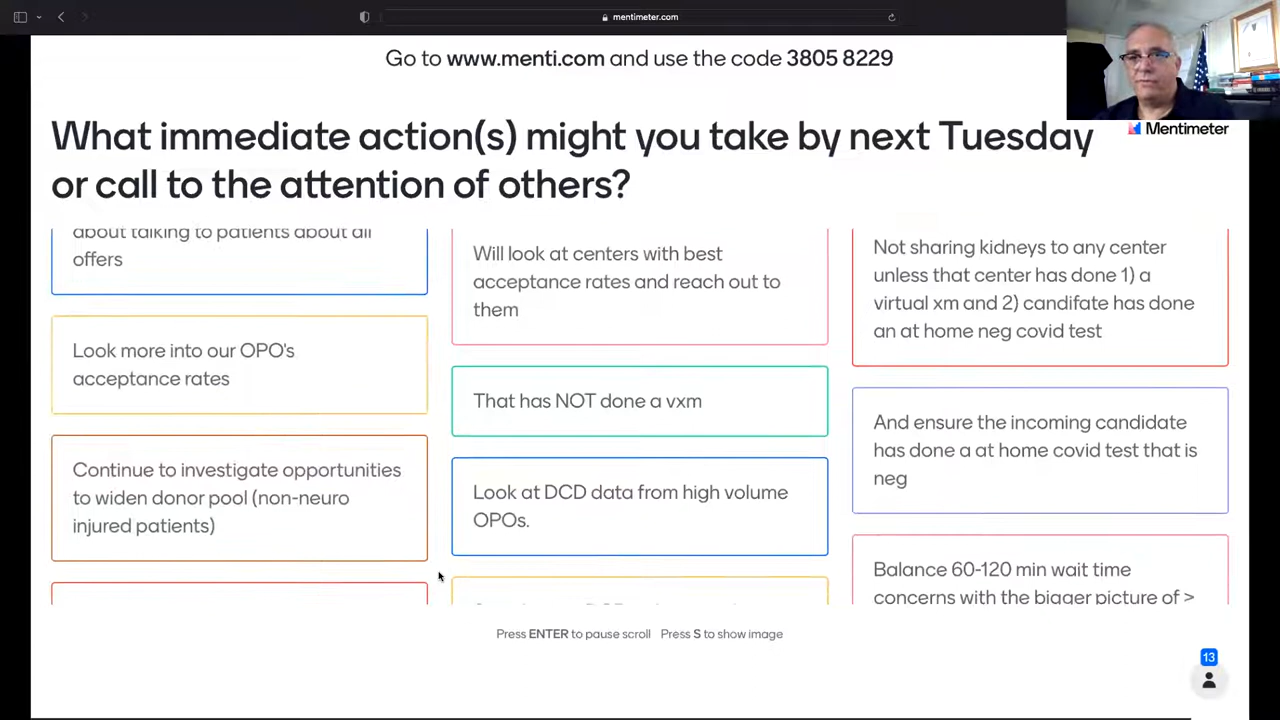 mentimeter.com
Go to www.menti.com and use the code 3805 8229
Mentimeter
What immediate action(s) might you take by next Tuesday
or call to the attention of others?
about talking to patients about all
offers
Look more into our OPO's
acceptance rates
Continue to investigate opportunities
to widen donor pool (non-neuro
injured patients)
Will look at centers with best
acceptance rates and reach out to
them
That has NOT done a vxm
Look at DCD data from high volume
OPOs.
Not sharing kidneys to any center
unless that center has done 1) a
virtual xm and 2) candifate has done
an at home neg covid test
And ensure the incoming candidate
has done a at home covid test that is
neg
Balance 60-120 min wait time
concerns with the bigger picture of >
Press ENTER to pause scroll Press S to show image
13